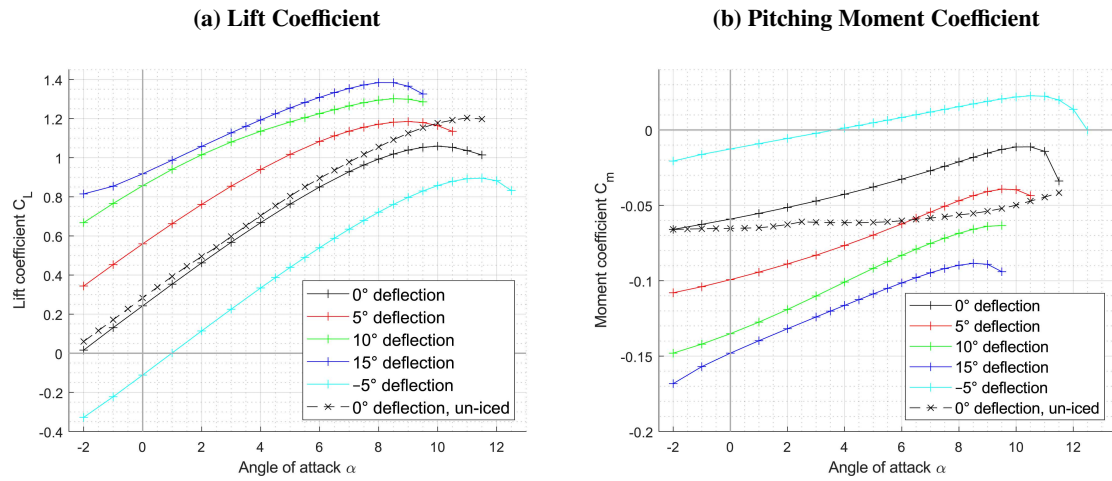 (a) Lift Coefficient
1.4
1.2
1
0.8
0.6
0.4
0.2
0
-0.2
-0.4
-2 0 2 4 6 8 10 12
Lift coefficient C_L
Angle of attack α
0° deflection
5° deflection
10° deflection
15° deflection
−5° deflection
0° deflection, un-iced
(b) Pitching Moment Coefficient
0
-0.05
-0.1
-0.15
-0.2
-2 0 2 4 6 8 10 12
Moment coefficient C_m
Angle of attack α
0° deflection
5° deflection
10° deflection
15° deflection
−5° deflection
0° deflection, un-iced